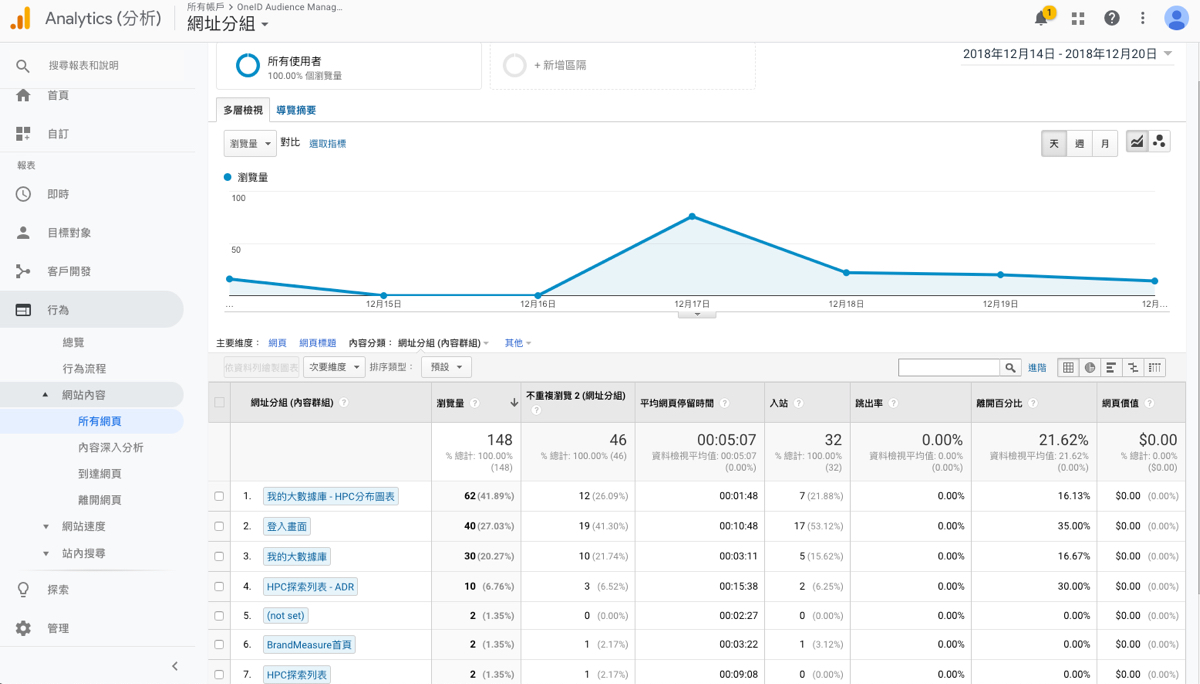 Analytics (分析)
所有帳戶 > OneID Audience Manag...
網址分組
1
搜尋報表和說明
首頁
自訂
報表
即時
目標對象
客戶開發
行為
總覽
行為流程
網站內容
所有網頁
內容深入分析
到達網頁
離開網頁
網站速度
站內搜尋
探索
管理
所有使用者
100.00% 個瀏覽量
+ 新增區隔
2018年12月14日 - 2018年12月20日
多層檢視 導覽摘要
瀏覽量 對比 選取指標
天 週 月
瀏覽量
100
50
... 12月15日 12月16日 12月17日 12月18日 12月19日 12月...
主要維度： 網頁 網頁標題 內容分類： 網址分組 (內容群組) 其他
依資料列繪製圖表 次要維度 排序類型： 預設 進階
網址分組 (內容群組) ? 瀏覽量 ? 不重複瀏覽 2 (網址分組) ? 平均網頁停留時間 ? 入站 ? 跳出率 ? 離開百分比 ? 網頁價值 ?
148 46 00:05:07 32 0.00% 21.62% $0.00
% 總計: 100.00% (148) % 總計: 100.00% (46) 資料檢視平均值: 00:05:07 (0.00%) % 總計: 100.00% (32) 資料檢視平均值: 0.00% (0.00%) 資料檢視平均值: 21.62% (0.00%) % 總計: 0.00% ($0.00)
1. 我的大數據庫 - HPC分布圖表 62 (41.89%) 12 (26.09%) 00:01:48 7 (21.88%) 0.00% 16.13% $0.00 (0.00%)
2. 登入畫面 40 (27.03%) 19 (41.30%) 00:10:48 17 (53.12%) 0.00% 35.00% $0.00 (0.00%)
3. 我的大數據庫 30 (20.27%) 10 (21.74%) 00:03:11 5 (15.62%) 0.00% 16.67% $0.00 (0.00%)
4. HPC探索列表 - ADR 10 (6.76%) 3 (6.52%) 00:15:38 2 (6.25%) 0.00% 30.00% $0.00 (0.00%)
5. (not set) 2 (1.35%) 0 (0.00%) 00:02:27 0 (0.00%) 0.00% 0.00% $0.00 (0.00%)
6. BrandMeasure首頁 2 (1.35%) 1 (2.17%) 00:03:22 1 (3.12%) 0.00% 0.00% $0.00 (0.00%)
7. HPC探索列表 2 (1.35%) 1 (2.17%) 00:09:08 0 (0.00%) 0.00% 0.00% $0.00 (0.00%)